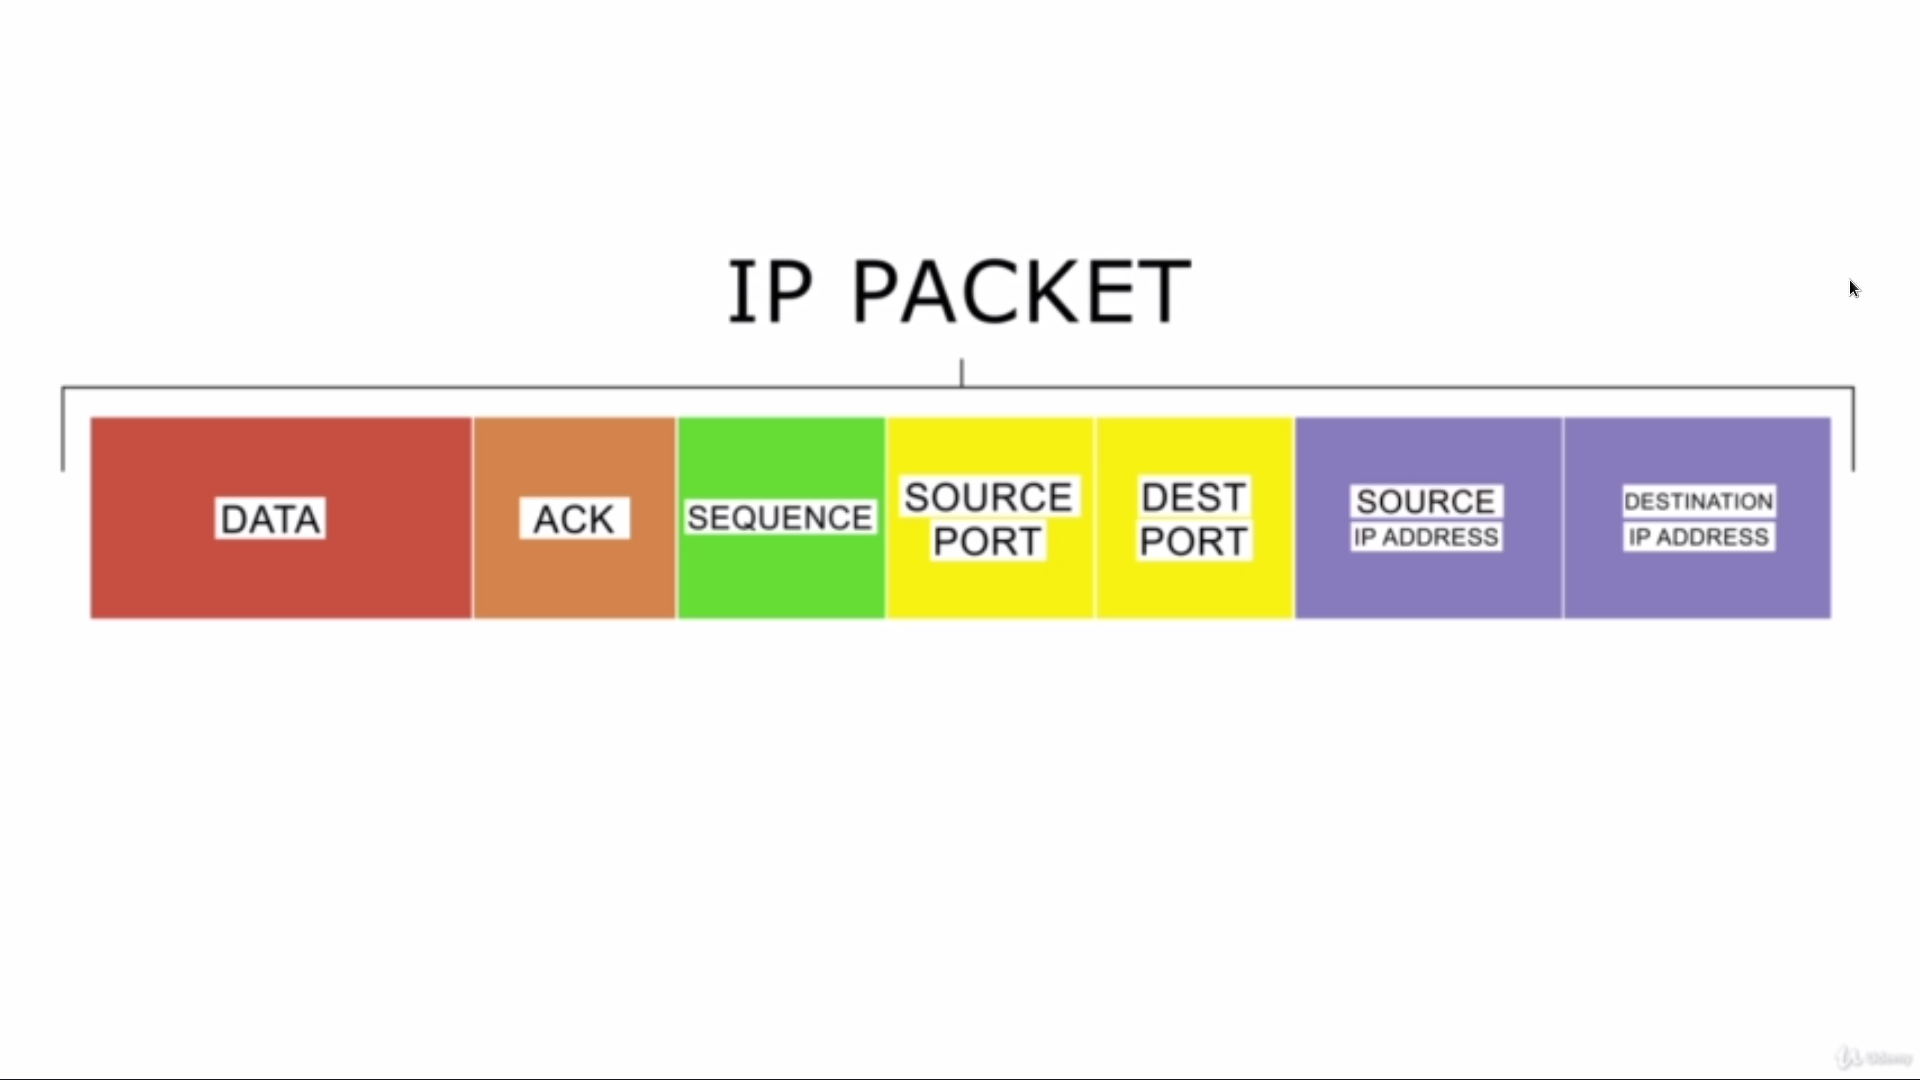 IP PACKET
DATA
ACK
SEQUENCE
SOURCE
PORT
DEST
PORT
SOURCE
IP ADDRESS
DESTINATION
IP ADDRESS
Udemy